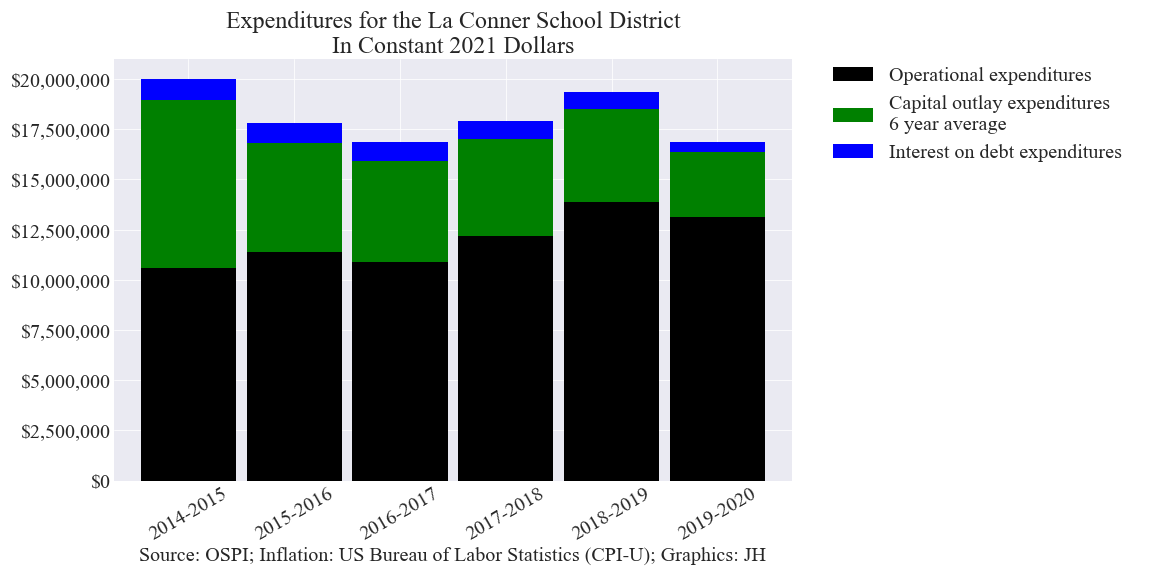 Expenditures for the La Conner School District
In Constant 2021 Dollars
$20,000,000
$17,500,000
$15,000,000
$12,500,000
$10,000,000
$7,500,000
$5,000,000
$2,500,000
$0
2014-2015
2015-2016
2016-2017
2017-2018
2018-2019
2019-2020
Source: OSPI; Inflation: US Bureau of Labor Statistics (CPI-U); Graphics: JH
Operational expenditures
Capital outlay expenditures
6 year average
Interest on debt expenditures